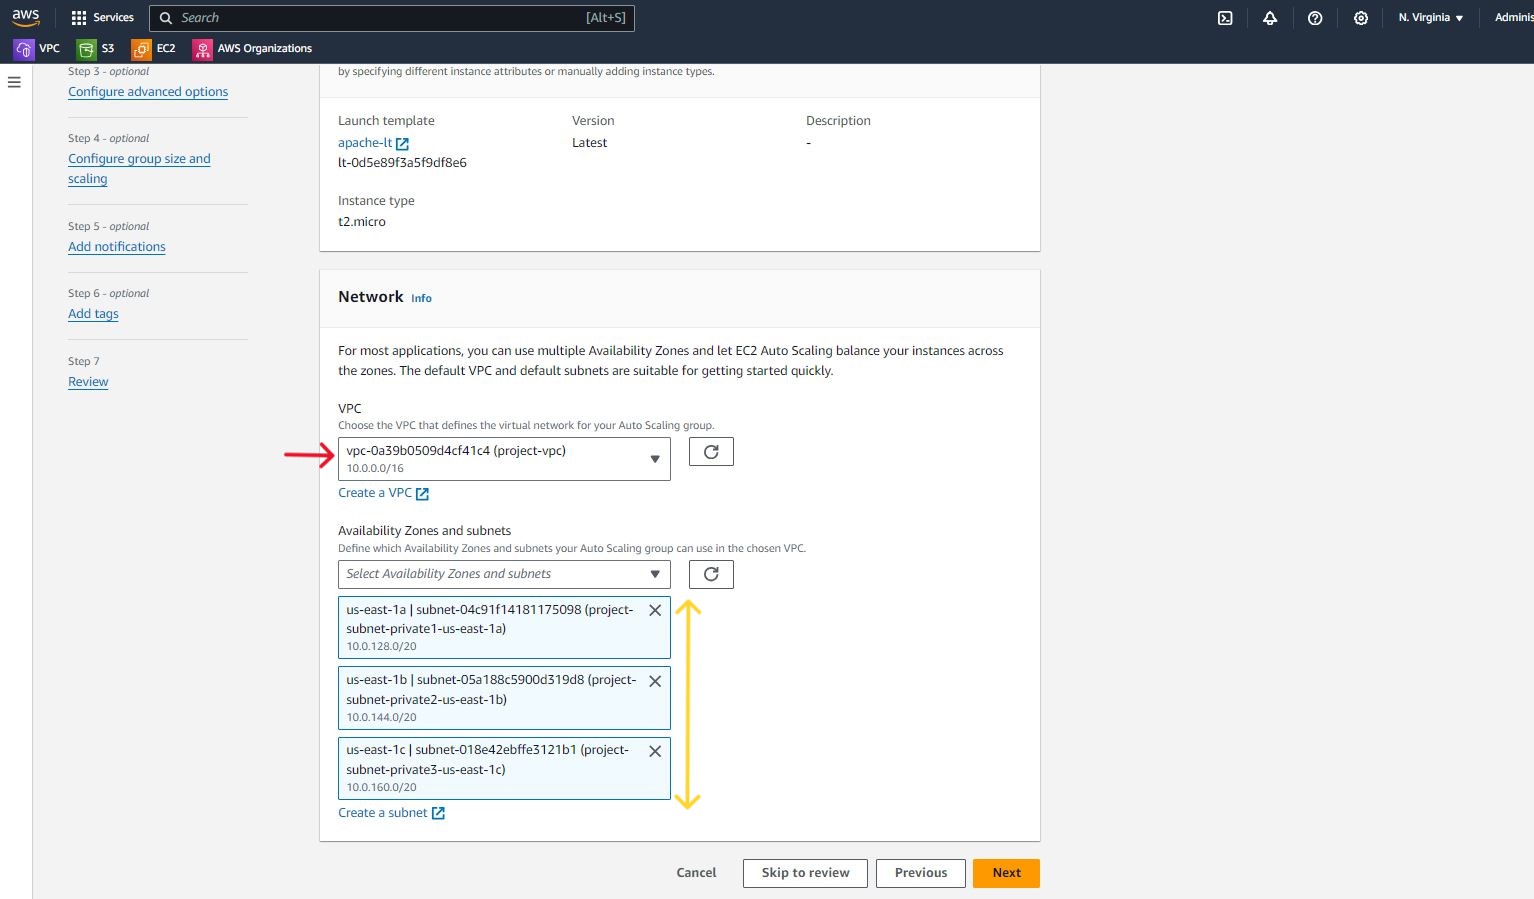 aws
Services
Search
[Alt+S]
N. Virginia
Adminis
VPC
S3
EC2
AWS Organizations
Step 3 - optional
Configure advanced options
Step 4 - optional
Configure group size and
scaling
Step 5 - optional
Add notifications
Step 6 - optional
Add tags
Step 7
Review
by specifying different instance attributes or manually adding instance types.
Launch template
apache-lt
lt-0d5e89f3a5f9df8e6
Version
Latest
Description
-
Instance type
t2.micro
Network Info
For most applications, you can use multiple Availability Zones and let EC2 Auto Scaling balance your instances across
the zones. The default VPC and default subnets are suitable for getting started quickly.
VPC
Choose the VPC that defines the virtual network for your Auto Scaling group.
vpc-0a39b0509d4cf41c4 (project-vpc)
10.0.0.0/16
Create a VPC
Availability Zones and subnets
Define which Availability Zones and subnets your Auto Scaling group can use in the chosen VPC.
Select Availability Zones and subnets
us-east-1a | subnet-04c91f14181175098 (project-
subnet-private1-us-east-1a)
10.0.128.0/20
us-east-1b | subnet-05a188c5900d319d8 (project-
subnet-private2-us-east-1b)
10.0.144.0/20
us-east-1c | subnet-018e42ebffe3121b1 (project-
subnet-private3-us-east-1c)
10.0.160.0/20
Create a subnet
Cancel
Skip to review
Previous
Next